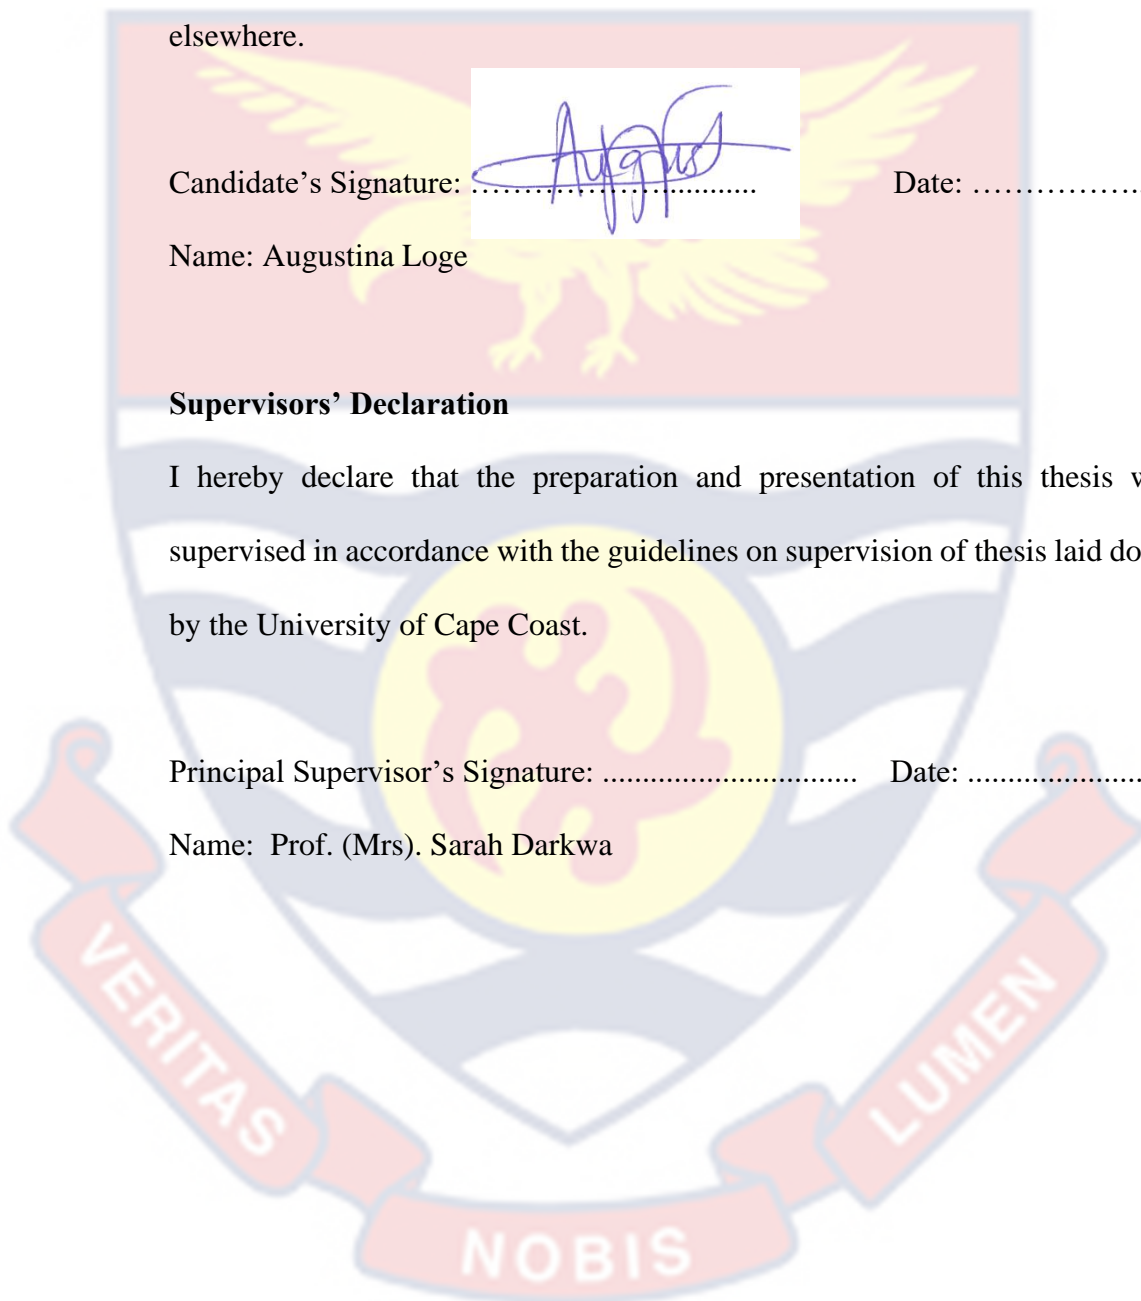 elsewhere.
Candidate’s Signature: ………………............ August Date: ……………..
Name: Augustina Loge
Supervisors’ Declaration
I hereby declare that the preparation and presentation of this thesis
supervised in accordance with the guidelines on supervision of thesis laid
by the University of Cape Coast.
Principal Supervisor’s Signature: ................................ Date: ......................
Name: Prof. (Mrs). Sarah Darkwa
VERITAS
NOBIS
LUMEN